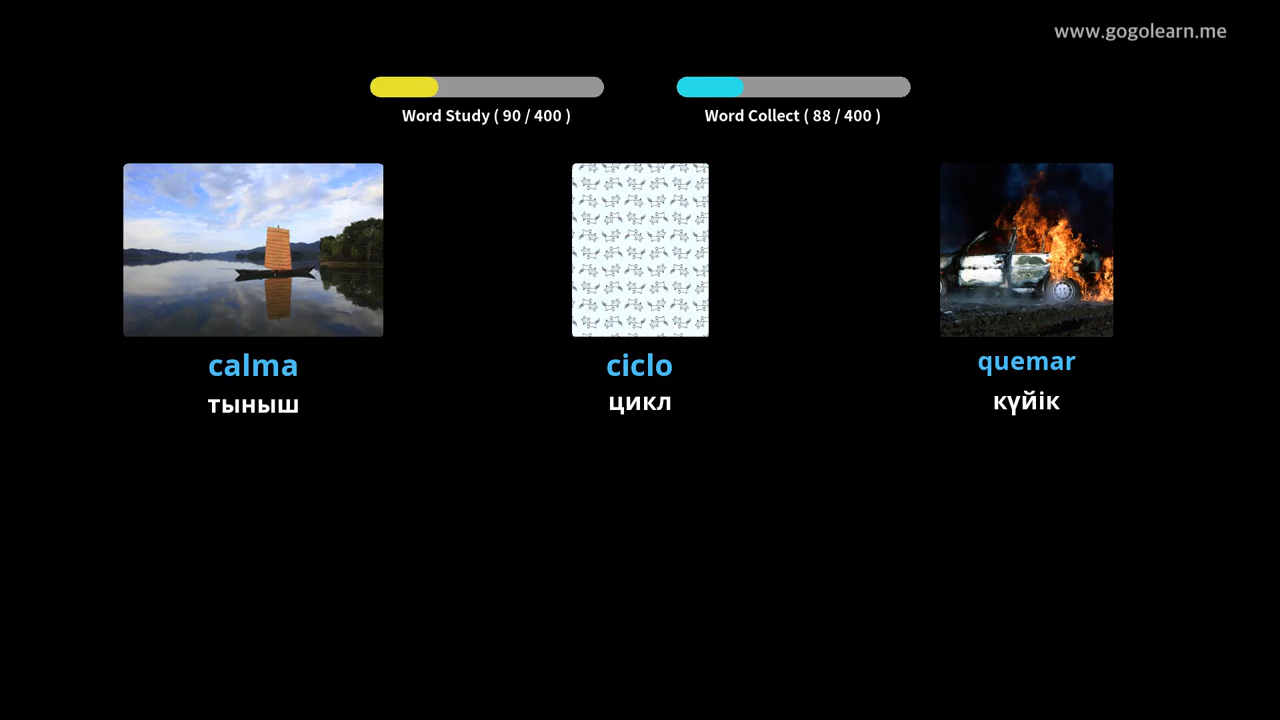 www.gogolearn.me
Word Study ( 90 / 400 )
Word Collect ( 88 / 400 )
calma
тыныш
ciclo
цикл
quemar
күйік